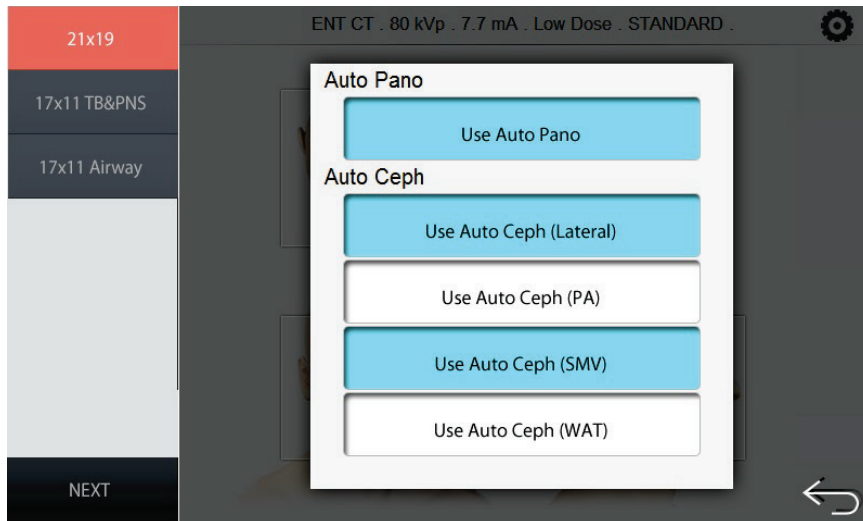 21x19
17x11 TB&PNS
17x11 Airway
NEXT
ENT CT . 80 kVp . 7.7 mA . Low Dose . STANDARD .
Auto Pano
Use Auto Pano
Auto Ceph
Use Auto Ceph (Lateral)
Use Auto Ceph (PA)
Use Auto Ceph (SMV)
Use Auto Ceph (WAT)